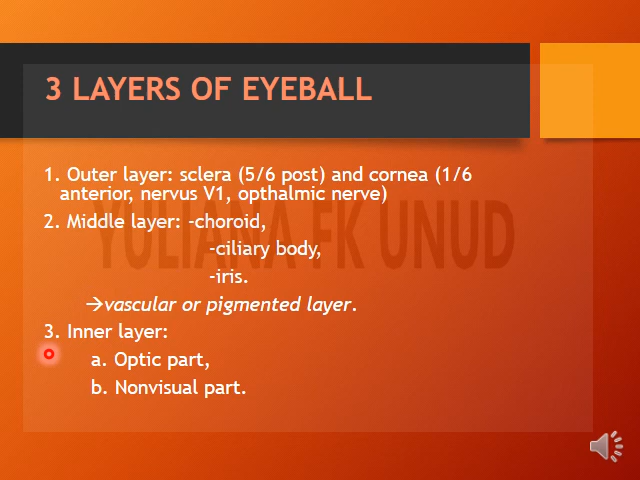 3 LAYERS OF EYEBALL
1. Outer layer: sclera (5/6 post) and cornea (1/6
anterior, nervus V1, opthalmic nerve)
2. Middle layer: -choroid,
-ciliary body,
-iris.
→vascular or pigmented layer.
3. Inner layer:
a. Optic part,
b. Nonvisual part.
YULIANA FK UNUD